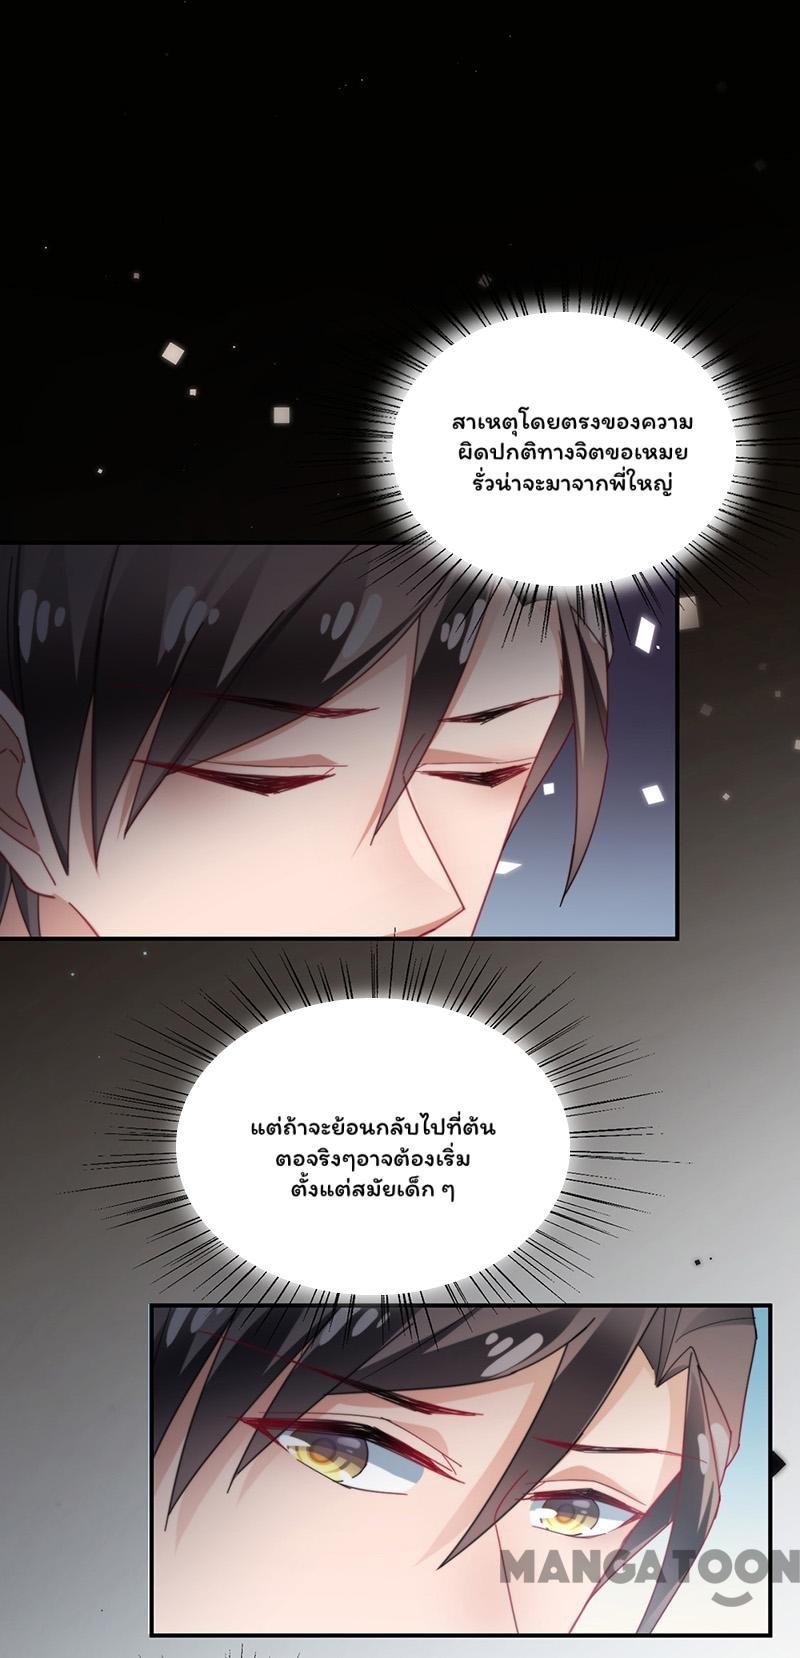 สาเหตุโดยตรงของความ
ผิดปกติทางจิตขอเหมย
รั่วน่าจะมาจากพี่ใหญ่
แต่ถ้าจะย้อนกลับไปที่ต้น
ตอจริงๆอาจต้องเริ่ม
ตั้งแต่สมัยเด็ก ๆ
MANGATOON